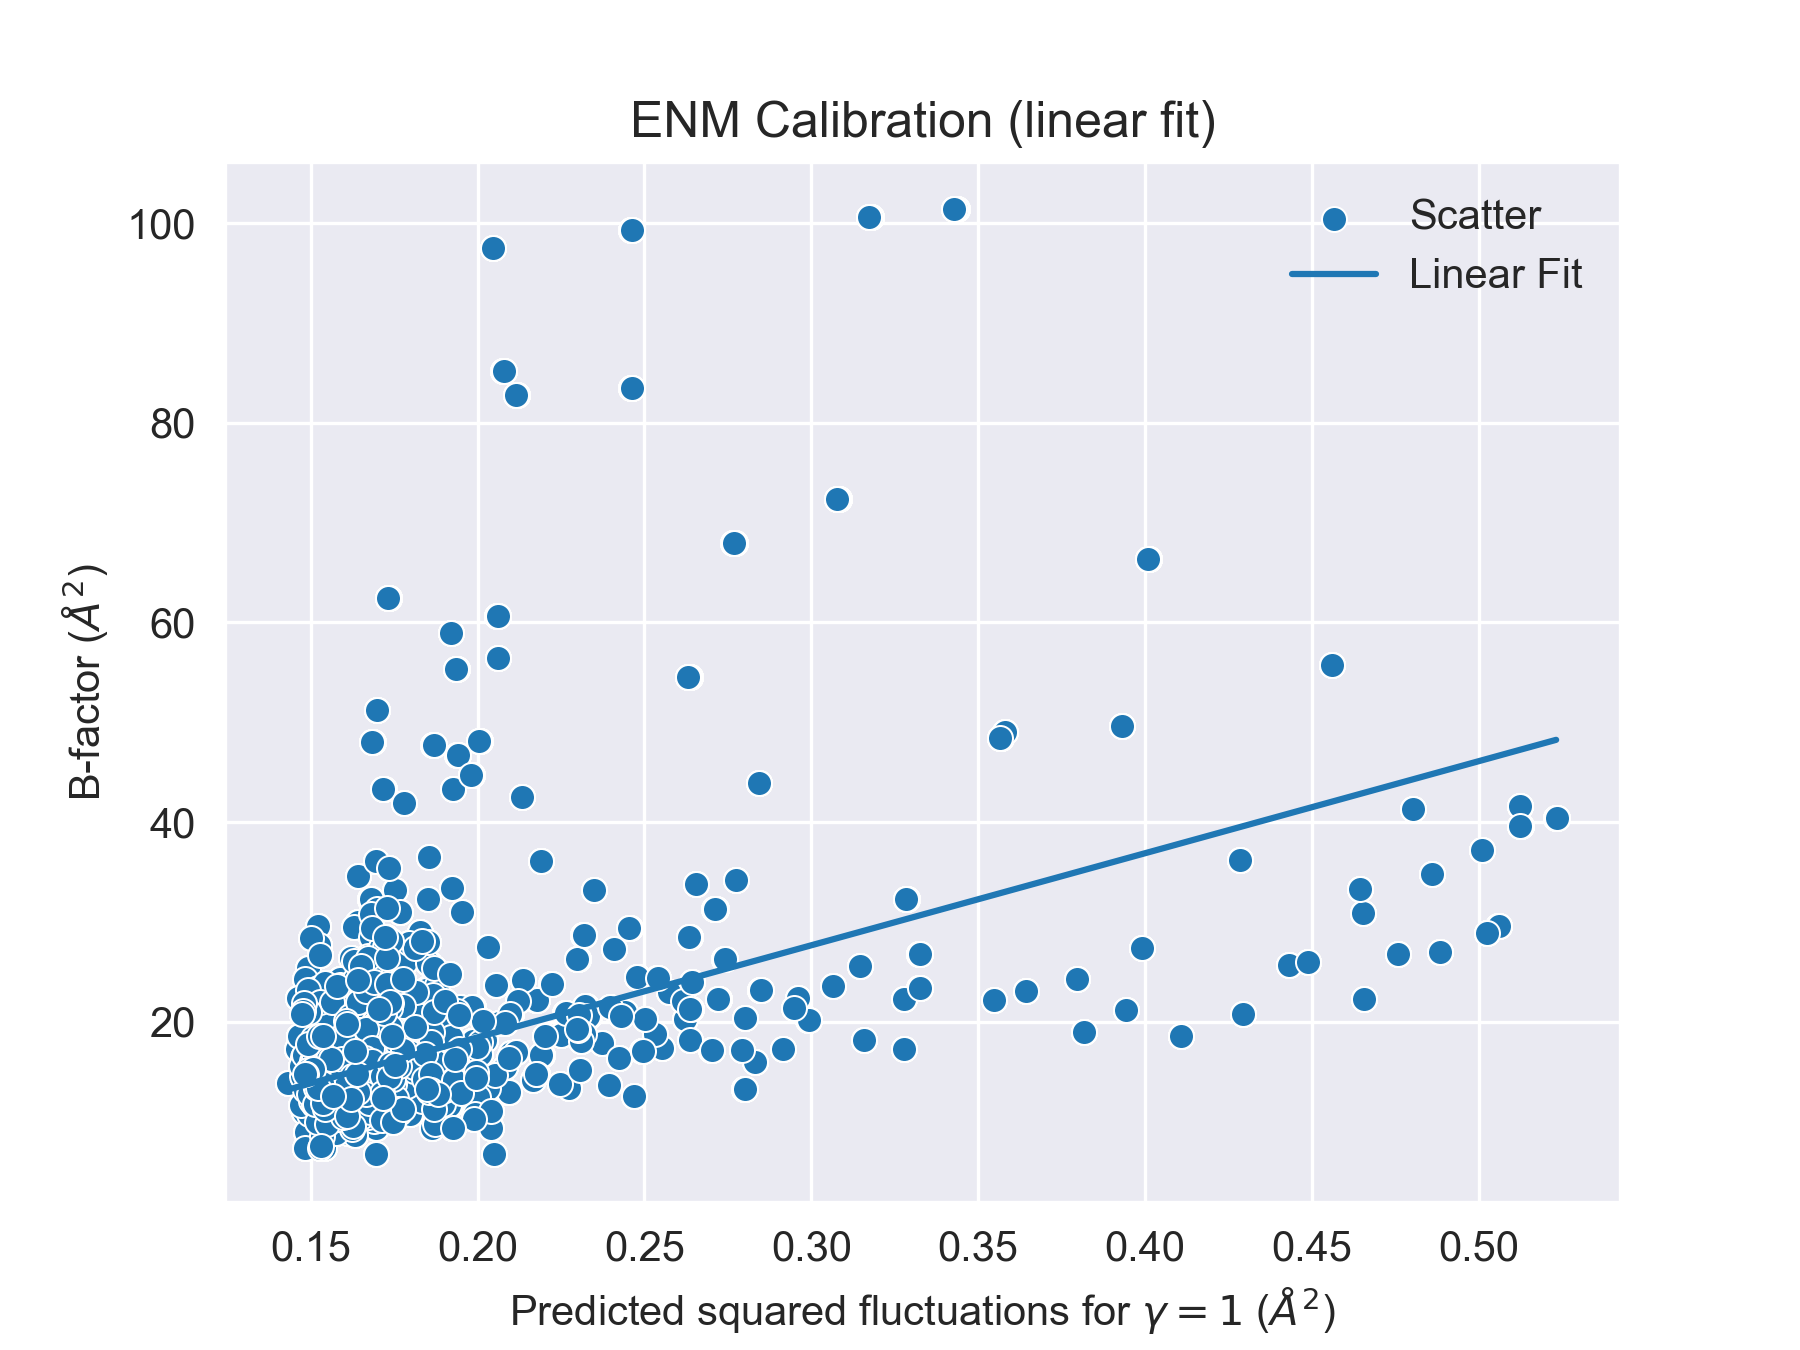 ENM Calibration (linear fit)
Scatter
Linear Fit
100
80
60
40
20
B-factor (Å²)
0.15 0.20 0.25 0.30 0.35 0.40 0.45 0.50
Predicted squared fluctuations for γ = 1 (Å²)